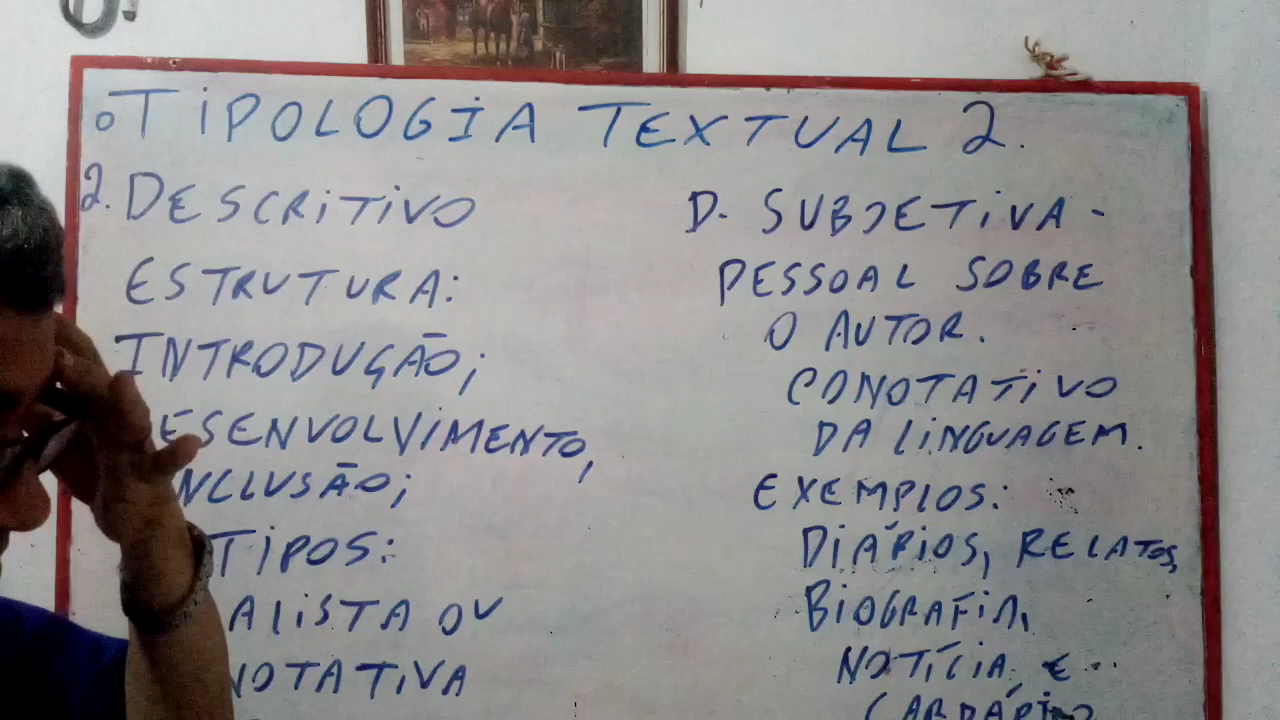 TIPOLOGIA TEXTUAL 2.
2. DESCRITIVO
ESTRUTURA:
INTRODUÇÃO;
ESENVOLVIMENTO,
NCLUSÃO;
TIPOS:
ALISTA OU
NOTATIVA
D. SUBJETIVA -
PESSOAL SOBRE
O AUTOR.
CONOTATIVO
DA LINGUAGEM.
EXEMPLOS:
DIÁRIOS, RELATOS,
BIOGRAFIA,
NOTÍCIA, E
CARDÁPIO